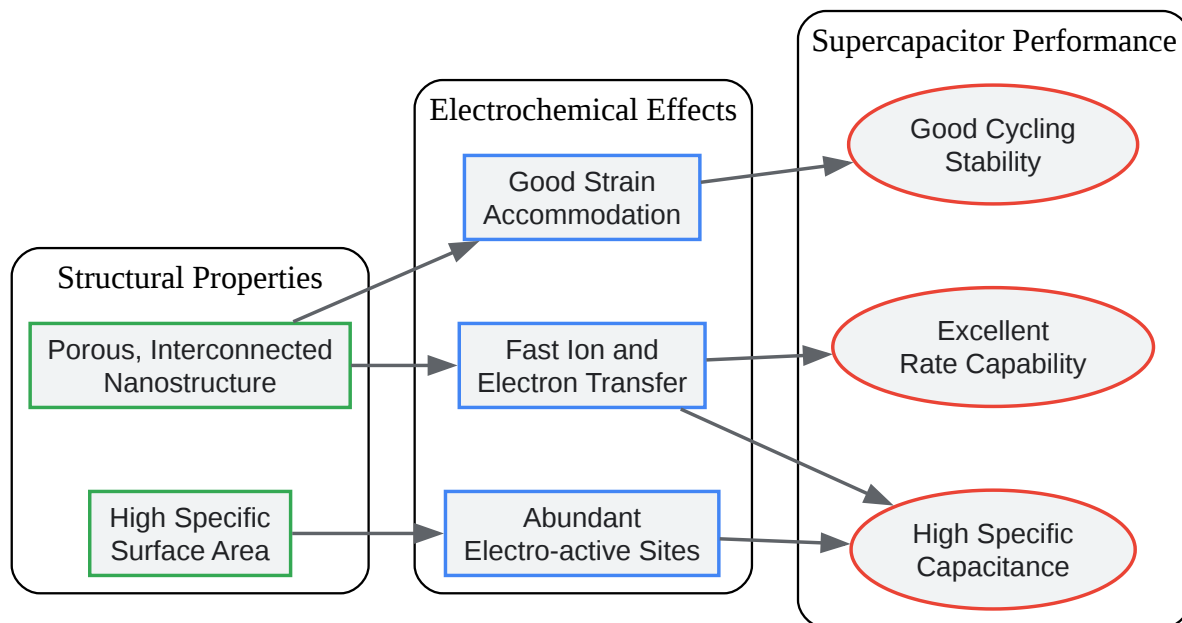 Structural Properties
Porous, Interconnected
Nanostructure
High Specific
Surface Area
Electrochemical Effects
Good Strain
Accommodation
Fast Ion and
Electron Transfer
Abundant
Electro-active Sites
Supercapacitor Performance
Good Cycling
Stability
Excellent
Rate Capability
High Specific
Capacitance